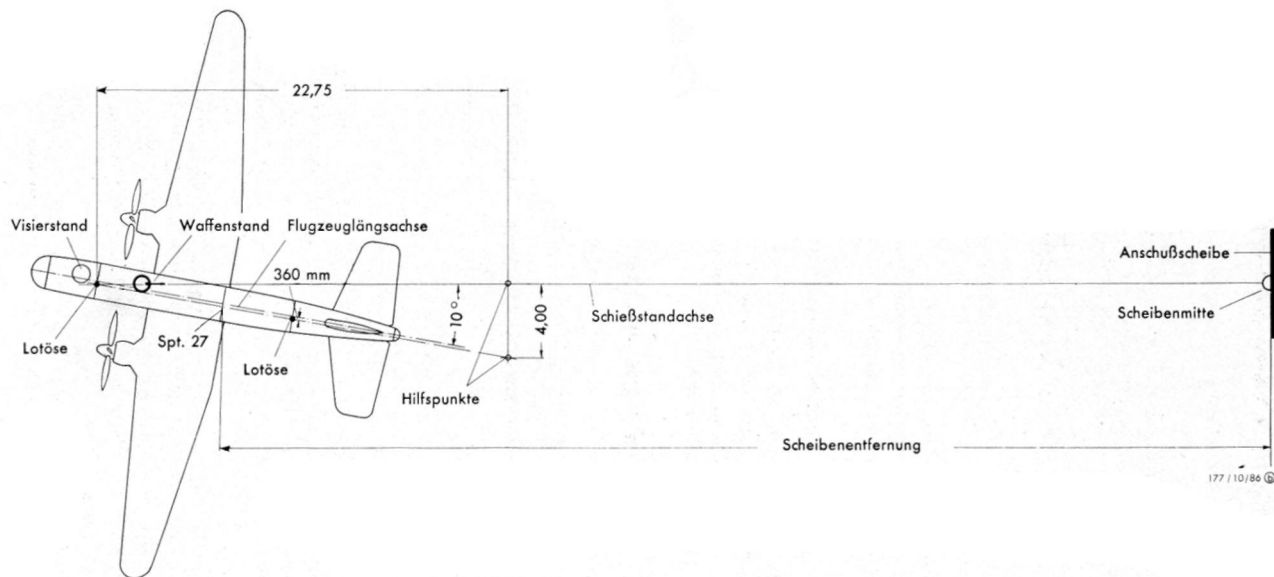 22,75
Visierstand
Waffenstand
Flugzeuglängsachse
360 mm
Anschußscheibe
10°
4,00
Schießstandachse
Scheibenmitte
Lotöse
Spt. 27
Lotöse
Hilfspunkte
Scheibenentfernung
177/10/86 b